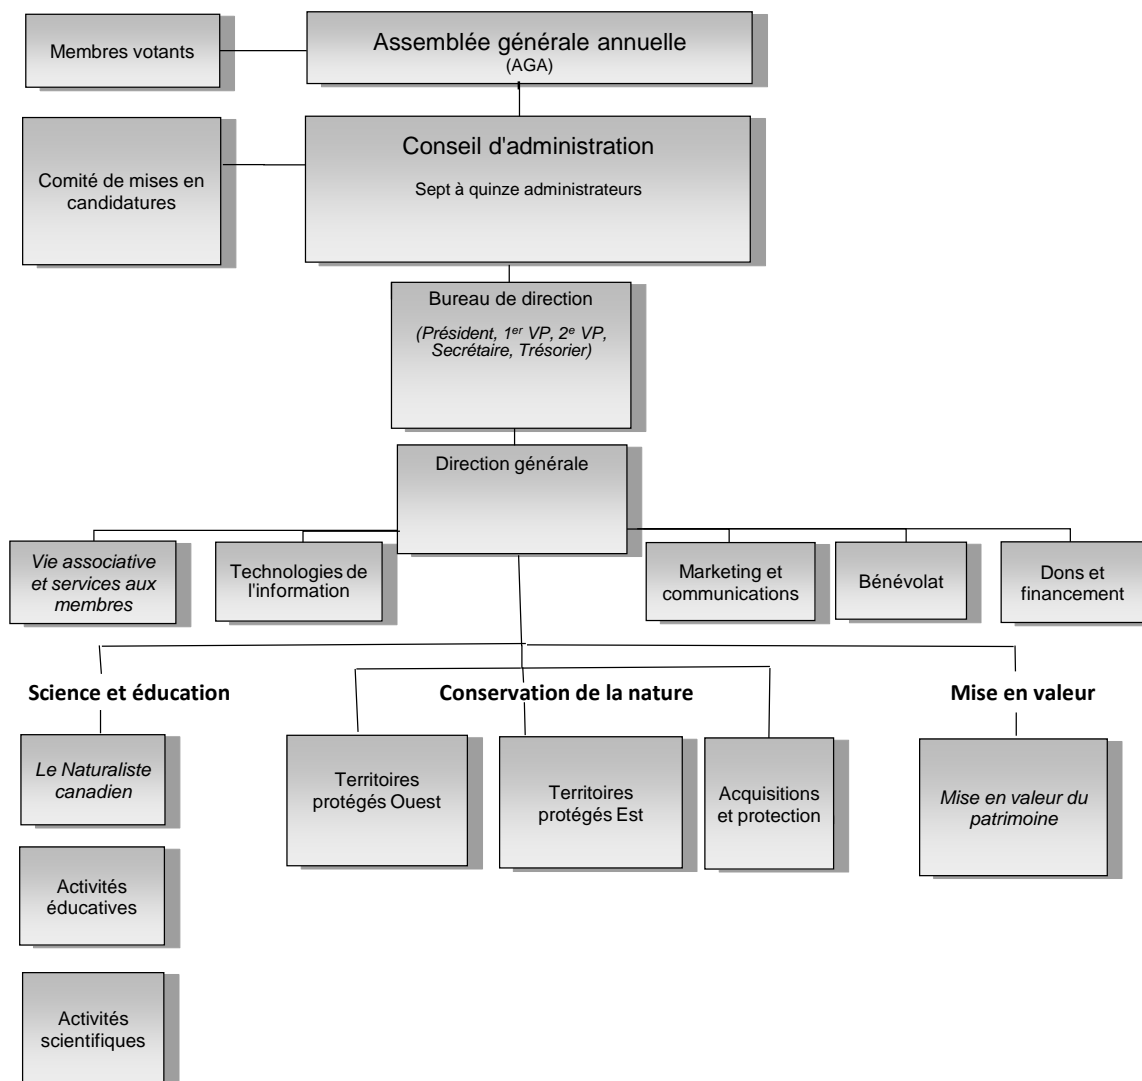 Membres votants
Assemblée générale annuelle
(AGA)
Comité de mises en
candidatures
Conseil d'administration
Sept à quinze administrateurs
Bureau de direction
(Président, 1er VP, 2e VP,
Secrétaire, Trésorier)
Direction générale
Vie associative
et services aux
membres
Technologies de
l'information
Marketing et
communications
Bénévolat
Dons et
financement
Science et éducation
Conservation de la nature
Mise en valeur
Le Naturaliste
canadien
Territoires
protégés Ouest
Territoires
protégés Est
Acquisitions
et protection
Mise en valeur du
patrimoine
Activités
éducatives
Activités
scientifiques